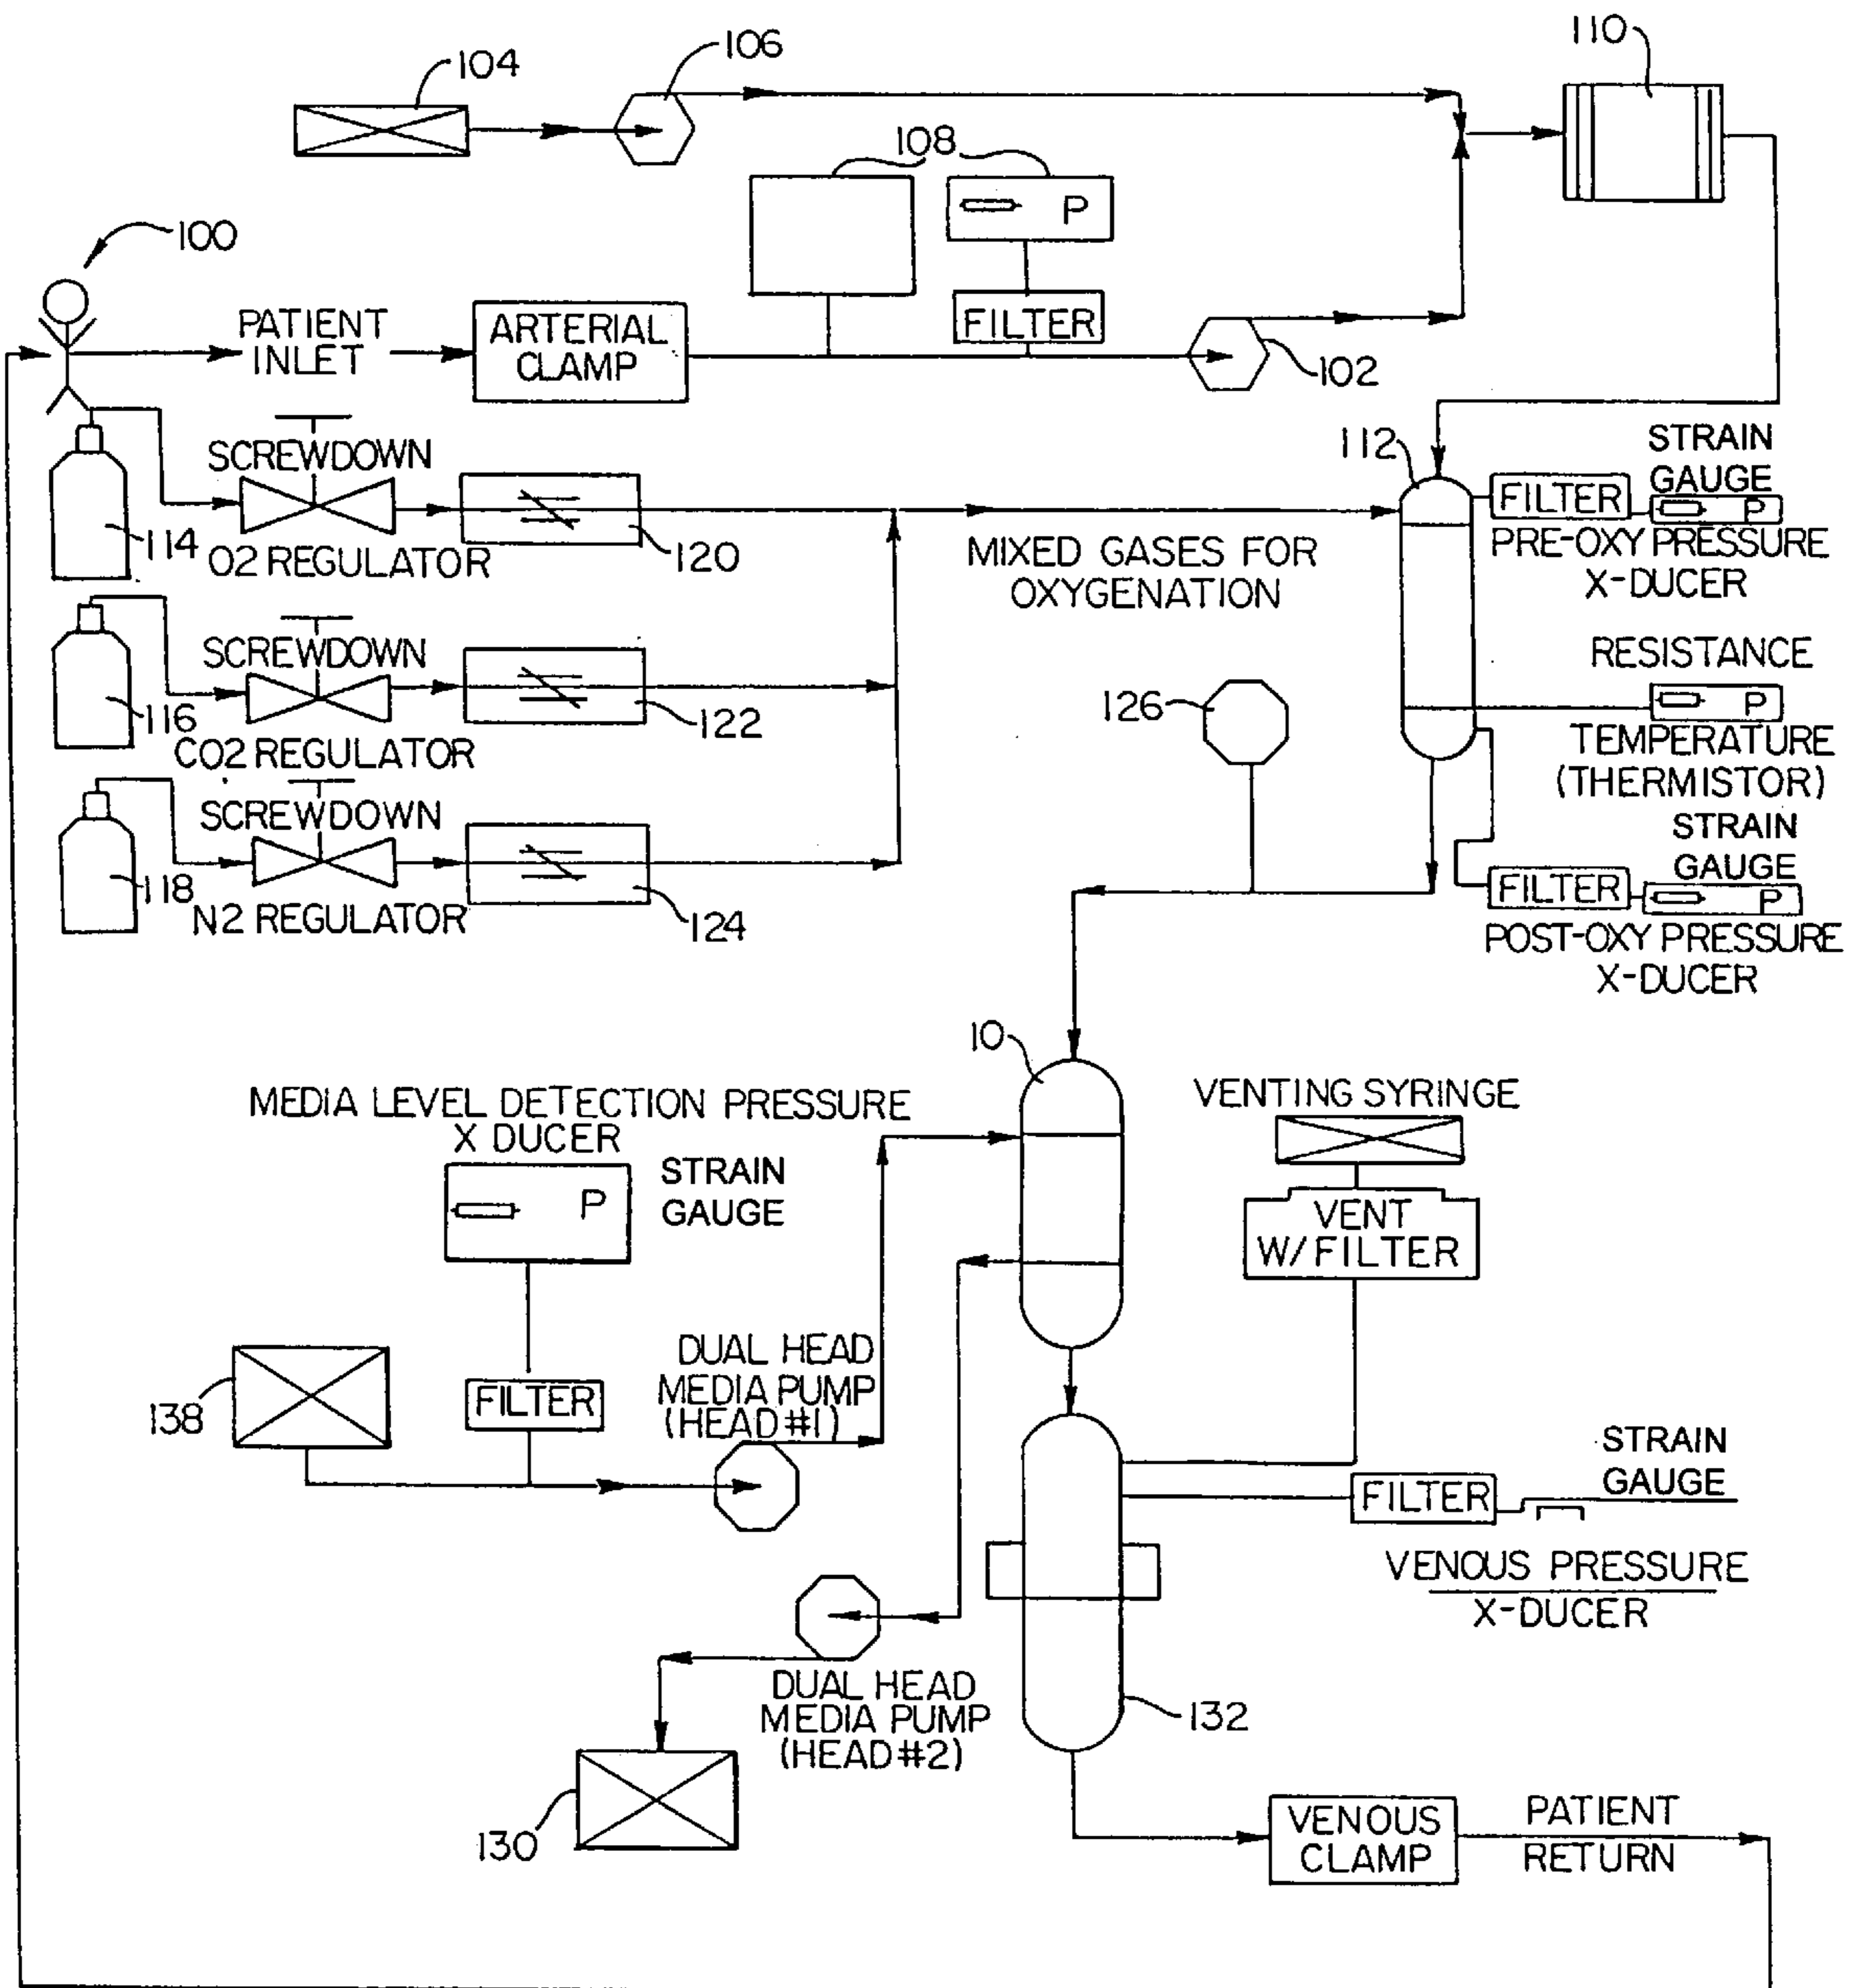 110
106
104
108
P
100
FILTER
PATIENT
INLET
ARTERIAL
CLAMP
102
112
STRAIN
GAUGE
FILTER
P
PRE-OXY PRESSURE
X-DUCER
SCREWDOWN
114
O2 REGULATOR
120
MIXED GASES FOR
OXYGENATION
SCREWDOWN
116
CO2 REGULATOR
122
126
RESISTANCE
P
TEMPERATURE
(THERMISTOR)
SCREWDOWN
118
N2 REGULATOR
124
STRAIN
GAUGE
FILTER
P
POST-OXY PRESSURE
X-DUCER
10
MEDIA LEVEL DETECTION PRESSURE
X DUCER
P
STRAIN
GAUGE
VENTING SYRINGE
VENT
W/FILTER
138
FILTER
DUAL HEAD
MEDIA PUMP
(HEAD #1)
STRAIN
GAUGE
FILTER
VENOUS PRESSURE
X-DUCER
DUAL HEAD
MEDIA PUMP
(HEAD #2)
132
130
VENOUS
CLAMP
PATIENT
RETURN